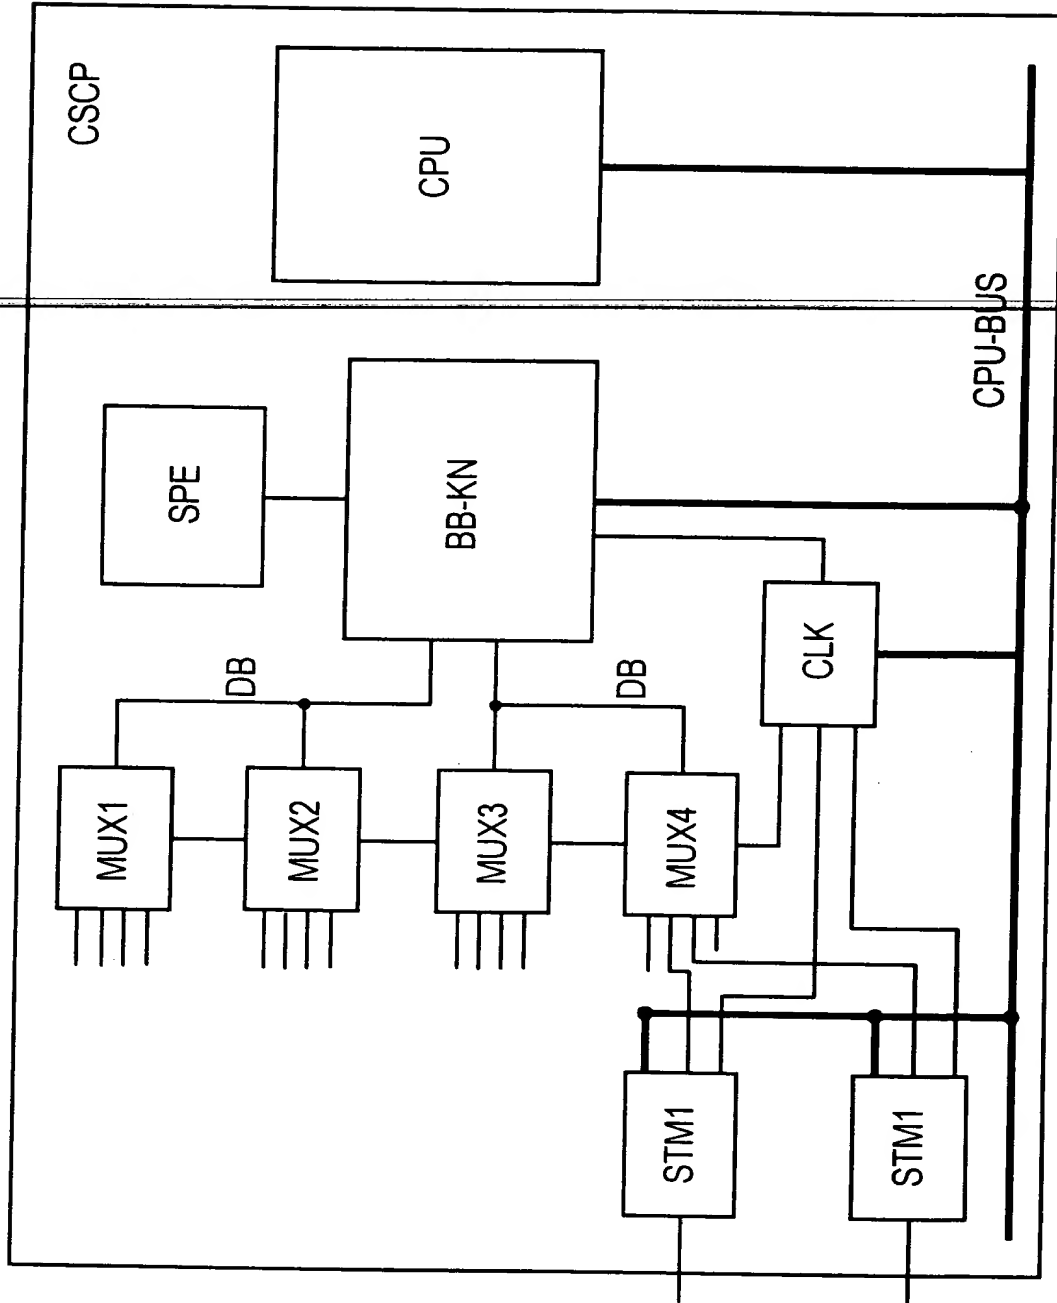 CSCP
CPU
CPU-BUS
SPE
BB-KN
CLK
DB
DB
MUX1
MUX2
MUX3
MUX4
STM1
STM1